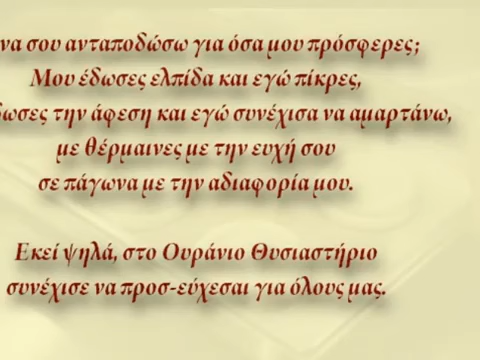 να σου ανταποδώσω για όσα μου πρόσφερες;
Μου έδωσες ελπίδα και εγώ πίκρες,
την άφεση και εγώ συνέχισα να αμαρτάνω,
με θέρμαινες με την ευχή σου
σε πάγωνα με την αδιαφορία μου.
Εκεί ψηλά, στο Ουράνιο Θυσιαστήριο
συνέχισε να προσ-εύχεσαι για όλους μας.